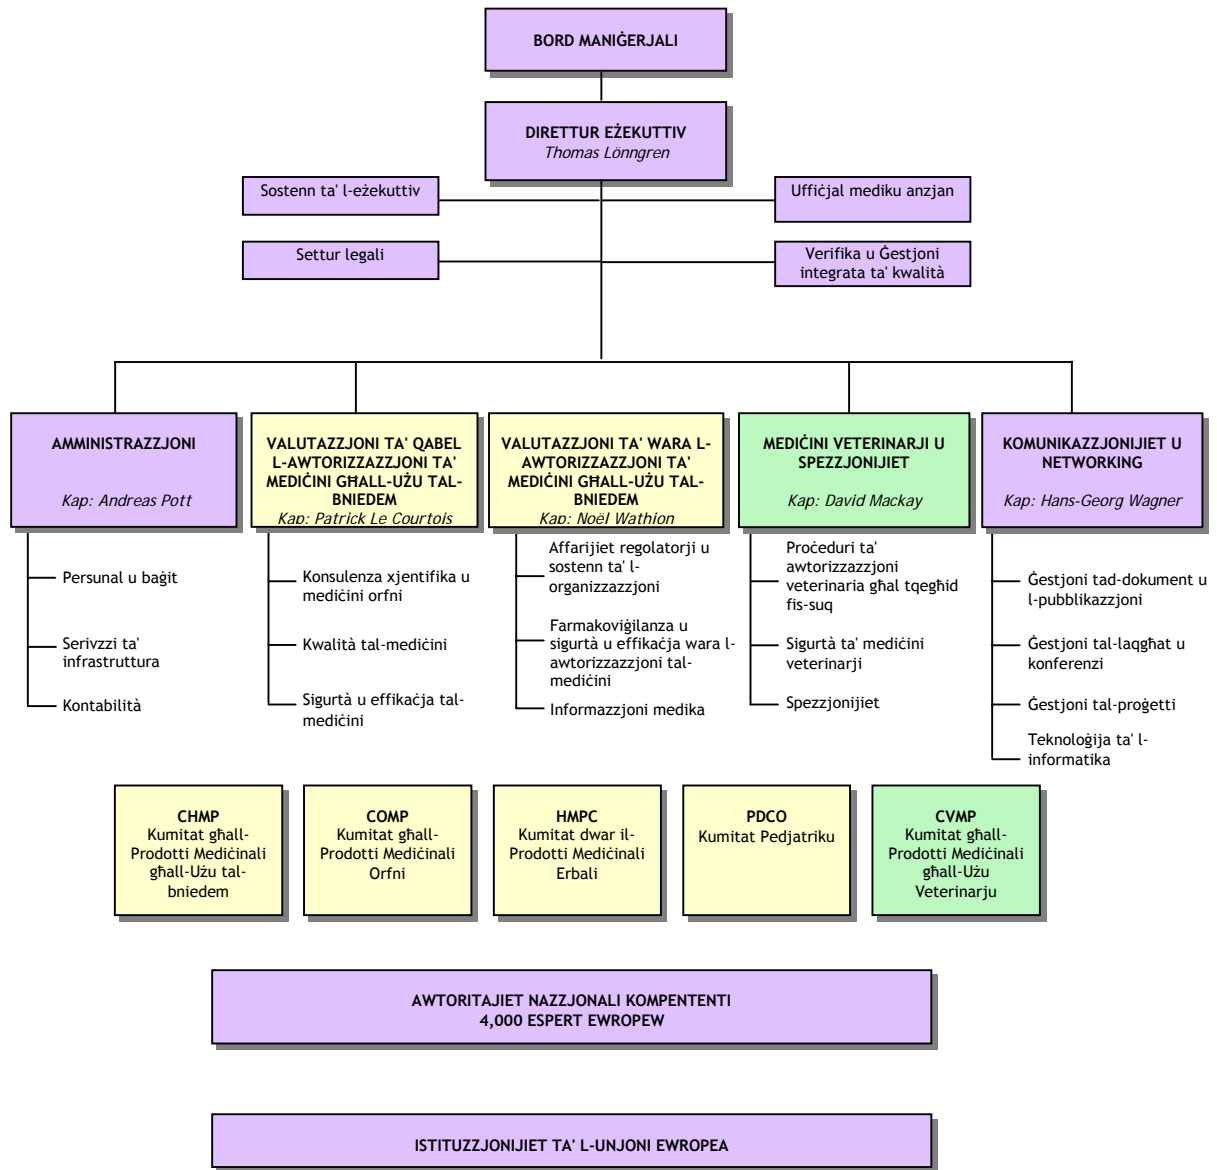 BORD MANIĠERJALI
DIRETTUR EŻEKUTTIV
Thomas Lönngren
Sostenn ta' l-eżekuttiv
Uffiċjal mediku anzjan
Settur legali
Verifika u Ġestjoni
integrata ta' kwalità
AMMINISTRAZZJONI
Kap: Andreas Pott
VALUTAZZJONI TA' QABEL
L-AWTORIZZAZZJONI TA'
MEDIĊINI GĦALL-UŻU TAL-
BNIEDEM
Kap: Patrick Le Courtois
VALUTAZZJONI TA' WARA L-
AWTORIZZAZZJONI TA'
MEDIĊINI GĦALL-UŻU TAL-
BNIEDEM
Kap: Noël Wathion
MEDIĊINI VETERINARJI U
SPEZZJONIJIET
Kap: David Mackay
KOMUNIKAZZJONIJIET U
NETWORKING
Kap: Hans-Georg Wagner
Persunal u baġit
Serivzzi ta'
infrastruttura
Kontabilità
Konsulenza xjentifika u
mediċini orfni
Kwalità tal-mediċini
Sigurtà u effikaċja tal-
mediċini
Affarijiet regolatorji u
sostenn ta' l-
organizzazzjoni
Farmakoviġilanza u
sigurtà u effikaċja wara l-
awtorizzazzjoni tal-
mediċini
Informazzjoni medika
Proċeduri ta'
awtorizzazzjoni
veterinaria għal tqegħid
fis-suq
Sigurtà ta' mediċini
veterinarji
Spezzjonijiet
Ġestjoni tad-dokument u
l-pubblikazzjoni
Ġestjoni tal-laqgħat u
konferenzi
Ġestjoni tal-proġetti
Teknoloġija ta' l-
informatika
CHMP
Kumitat għall-
Prodotti Mediċinali
għall-Użu tal-
bniedem
COMP
Kumitat għall-
Prodotti Mediċinali
Orfni
HMPC
Kumitat dwar il-
Prodotti Mediċinali
Erbali
PDCO
Kumitat Pedjatriku
CVMP
Kumitat għall-
Prodotti Mediċinali
għall-Użu
Veterinarju
AWTORITAJIET NAZZJONALI KOMPENTENTI
4,000 ESPERT EWROPEW
ISTITUZZJONIJIET TA' L-UNJONI EWROPEA